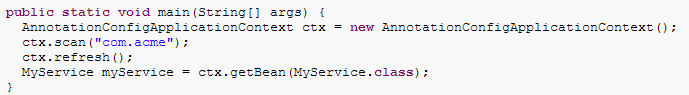 public static void main(String[] args) {
  AnnotationConfigApplicationContext ctx = new AnnotationConfigApplicationContext();
  ctx.scan("com.acme");
  ctx.refresh();
  MyService myService = ctx.getBean(MyService.class);
}